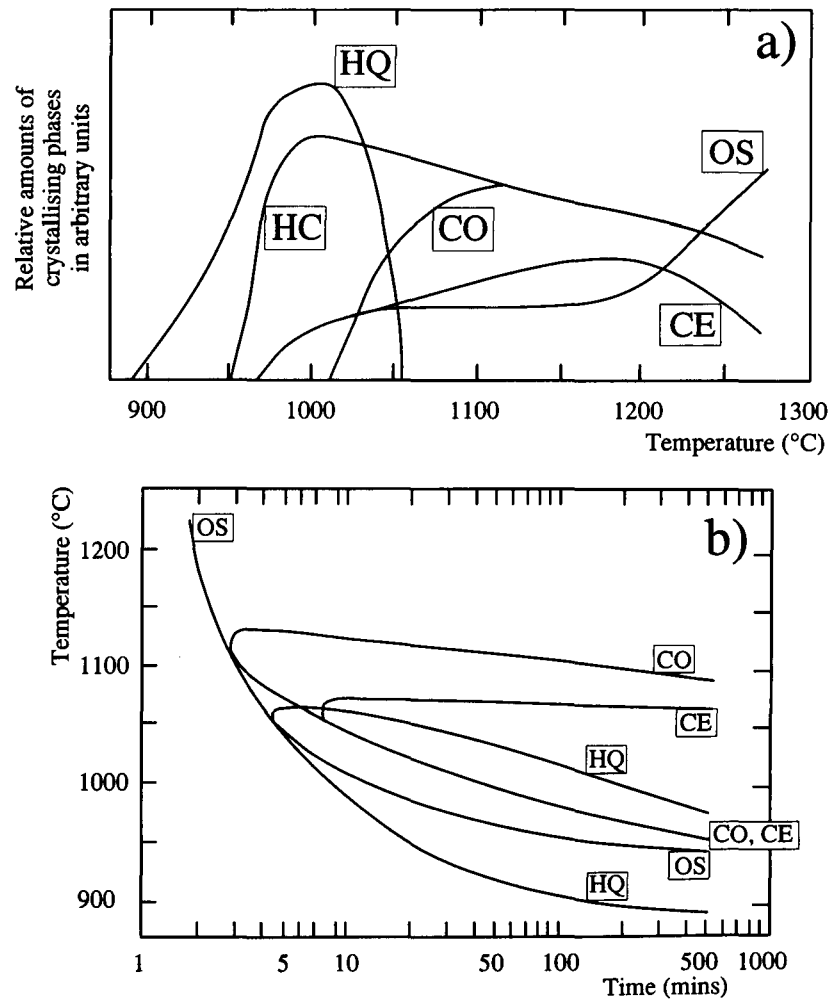 a)
HQ
OS
HC
CO
CE
Relative amounts of
crystallising phases
in arbitrary units
900 1000 1100 1200 1300
Temperature (°C)
b)
OS
Temperature (°C)
1200
1100
1000
900
CO
CE
HQ
CO, CE
OS
HQ
1 5 10 50 100 500 1000
Time (mins)